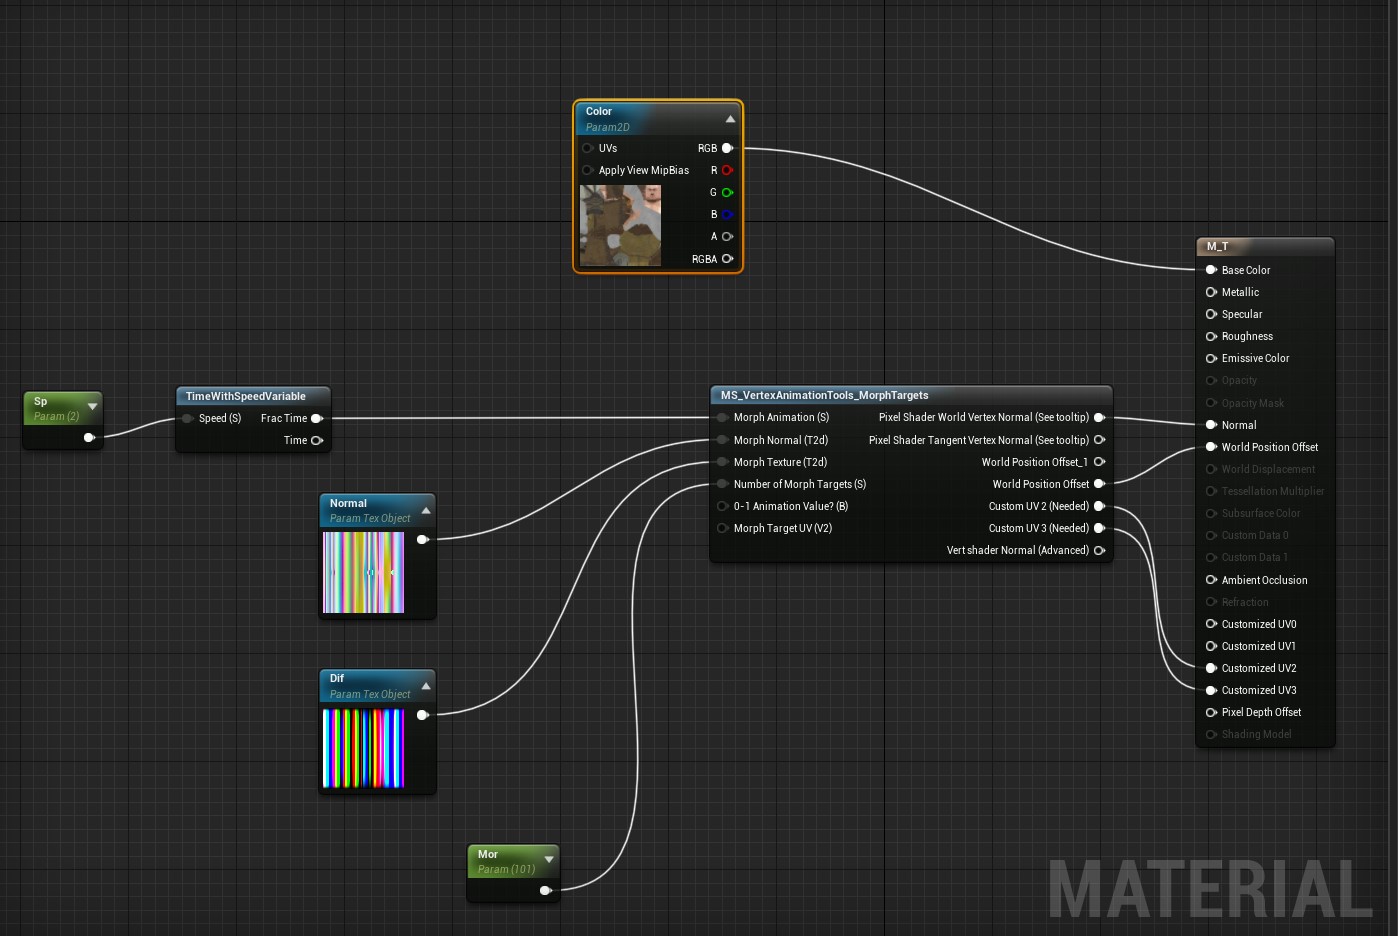 Color
Param2D
UVs
RGB
Apply View MipBias
R
G
B
A
RGBA
M_T
Base Color
Metallic
Specular
Roughness
Emissive Color
Opacity
Opacity Mask
Normal
World Position Offset
World Displacement
Tessellation Multiplier
Subsurface Color
Custom Data 0
Custom Data 1
Ambient Occlusion
Refraction
Customized UV0
Customized UV1
Customized UV2
Customized UV3
Pixel Depth Offset
Shading Model
Sp
Param (2)
TimeWithSpeedVariable
Speed (S)
Frac Time
Time
MS_VertexAnimationTools_MorphTargets
Morph Animation (S)
Pixel Shader World Vertex Normal (See tooltip)
Morph Normal (T2d)
Pixel Shader Tangent Vertex Normal (See tooltip)
Morph Texture (T2d)
World Position Offset_1
Number of Morph Targets (S)
World Position Offset
0-1 Animation Value? (B)
Custom UV 2 (Needed)
Morph Target UV (V2)
Custom UV 3 (Needed)
Vert shader Normal (Advanced)
Normal
Param Tex Object
Dif
Param Tex Object
Mor
Param (101)
MATERIAL